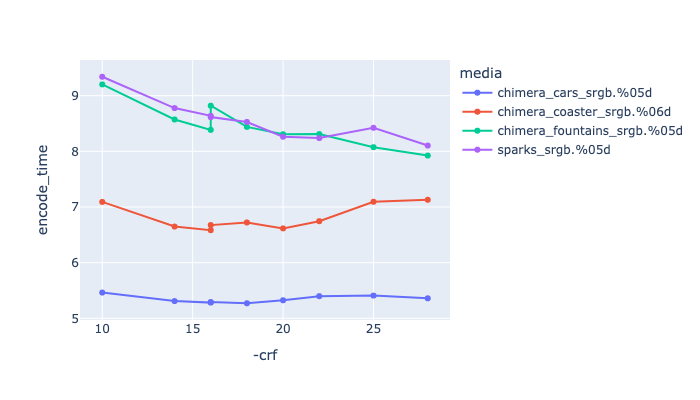 media
chimera_cars_srgb.%05d
chimera_coaster_srgb.%06d
chimera_fountains_srgb.%05d
sparks_srgb.%05d
encode_time
9
8
7
6
5
10 15 20 25
-crf